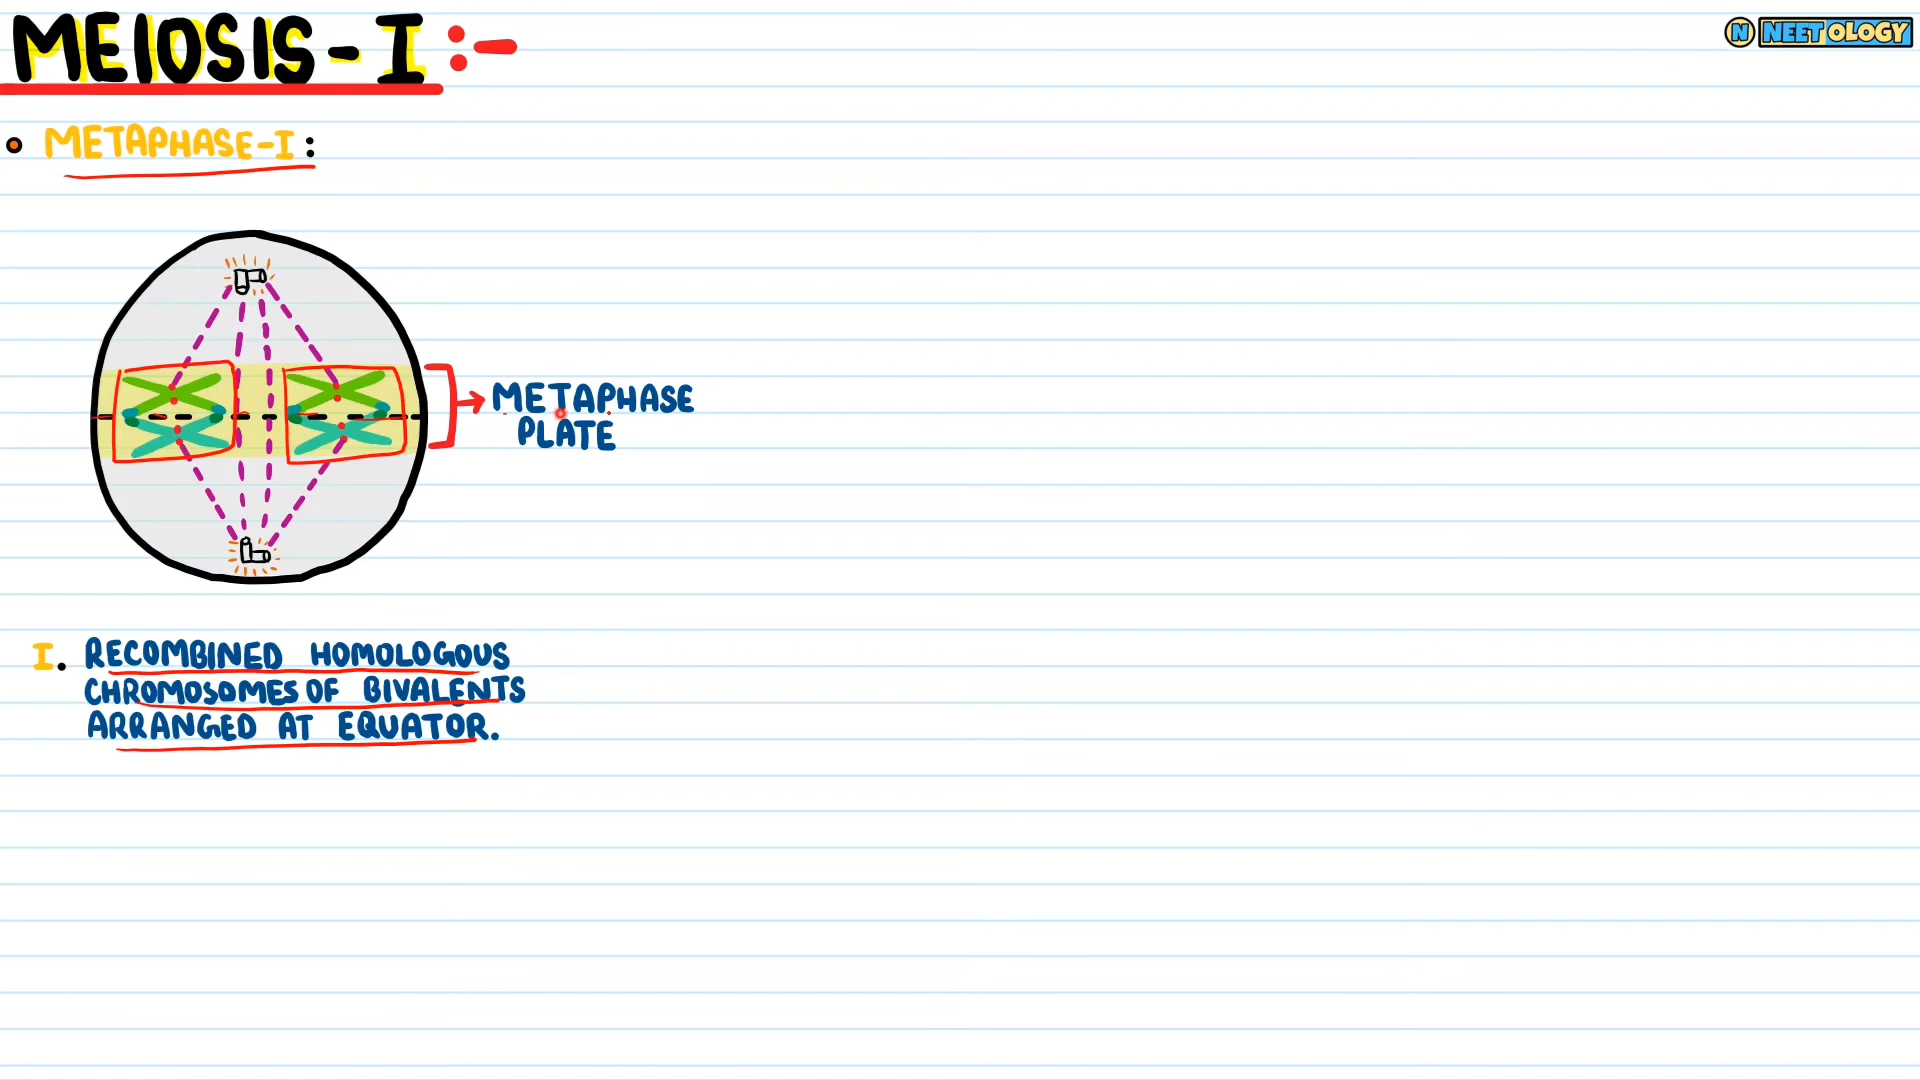 MEIOSIS-I :-
N NEETOLOGY
• METAPHASE-I :
METAPHASE
PLATE
I. RECOMBINED HOMOLOGOUS
CHROMOSOMES OF BIVALENTS
ARRANGED AT EQUATOR.